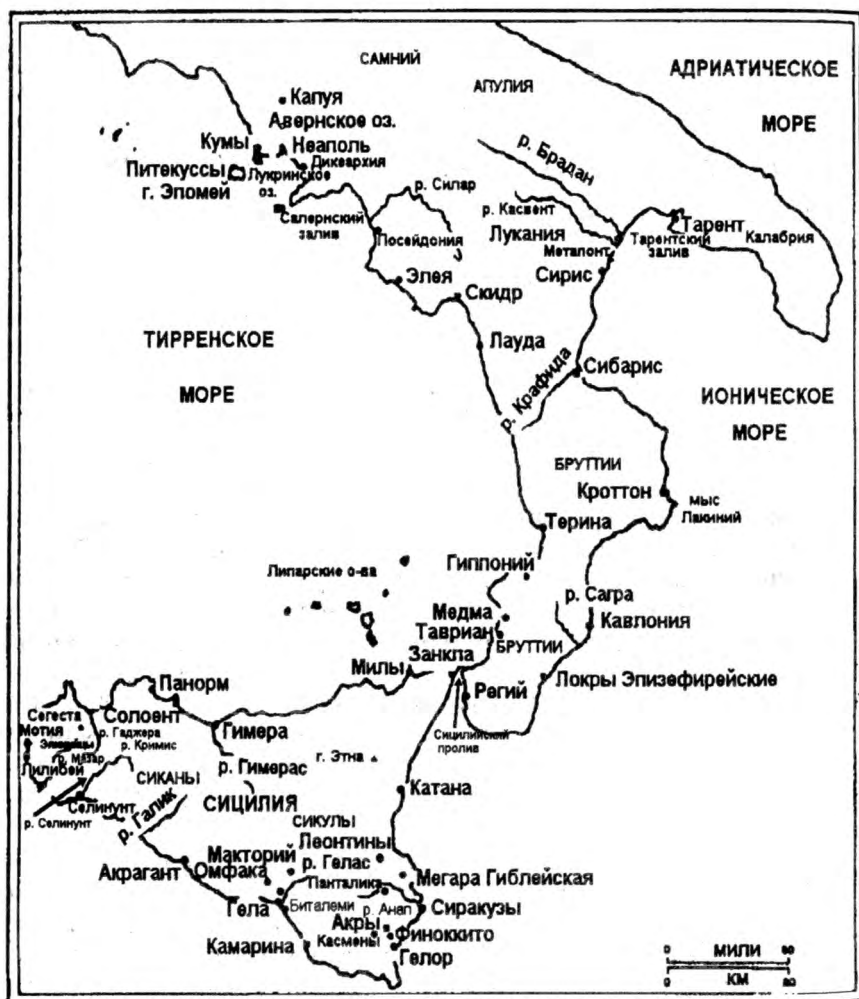 САМНИЙ
АДРИАТИЧЕСКОЕ
МОРЕ
АПУЛИЯ
Капуя
Авернское оз.
Кумы
Неаполь
Дикеархия
Питекуссы
Лукринское
оз.
г. Эпомей
р. Брадан
р. Силар
р. Касвент
Салернский
залив
Посейдония
ЛУКАНИЯ
Метапонт
Тарент
Тарентский
залив
Калабрия
Элея
Сирис
Скидр
ТИРРЕНСКОЕ
МОРЕ
Лауда
р. Крафида
Сибарис
ИОНИЧЕСКОЕ
МОРЕ
БРУТТИИ
Кроттон
мыс
Лакиний
Терина
Гиппоний
Липарские о-ва
р. Сагра
Медма
Тавриан
БРУТТИИ
Кавлония
Занкла
Милы
Регий
Локры Эпизефирейские
Сицилийский
пролив
Панорм
Солоент
Сегеста
Мотия
Элимийцы
р. Гаджера
р. Кримис
р. Мазар
Лилибей
Гимера
р. Гимерас
г. Этна
СИКАНЫ
Селинунт
р. Селинунт
р. Галик
СИЦИЛИЯ
Катана
СИКУЛЫ
Леонтины
Макторий
р. Гелас
Акрагант
Омфака
Панталика
Мегара Гиблейская
Гела
Биталеми
р. Анап
Сиракузы
Акры
Финоккито
Камарина
Касмены
Гелор
0 МИЛИ
КМ